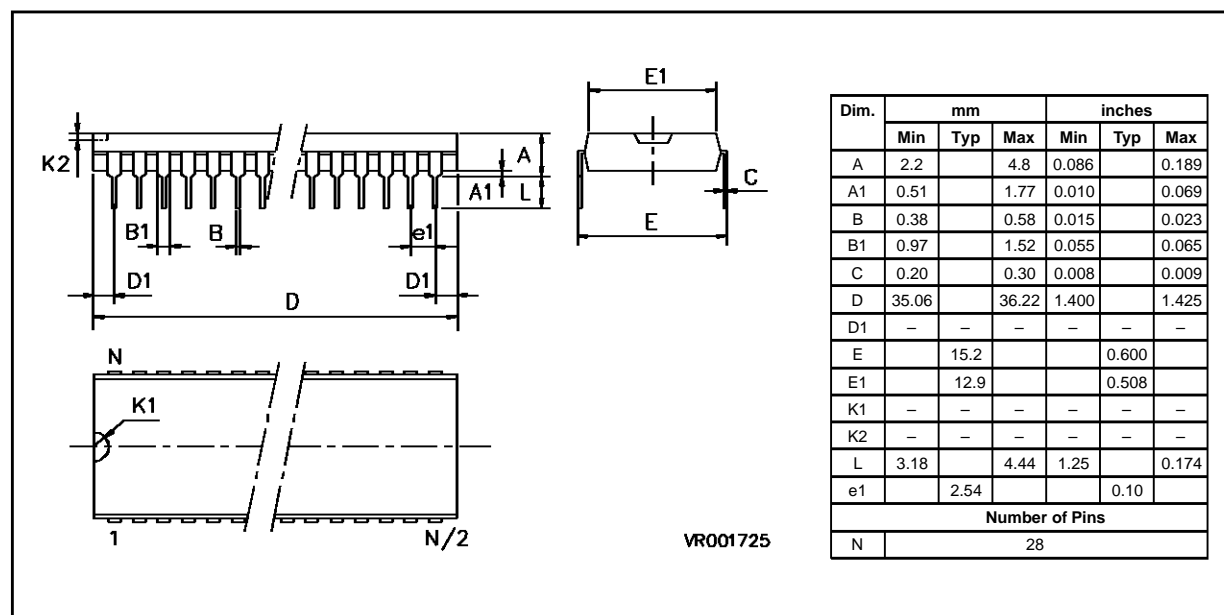 E1
K2
A
A1
L
C
B1
B
e1
E
D1
D1
D
N
K1
1
N/2
VR001725
Dim. mm inches
Min Typ Max Min Typ Max
A 2.2 4.8 0.086 0.189
A1 0.51 1.77 0.010 0.069
B 0.38 0.58 0.015 0.023
B1 0.97 1.52 0.055 0.065
C 0.20 0.30 0.008 0.009
D 35.06 36.22 1.400 1.425
D1 – – – – – –
E 15.2 0.600
E1 12.9 0.508
K1 – – – – – –
K2 – – – – – –
L 3.18 4.44 1.25 0.174
e1 2.54 0.10
Number of Pins
N 28